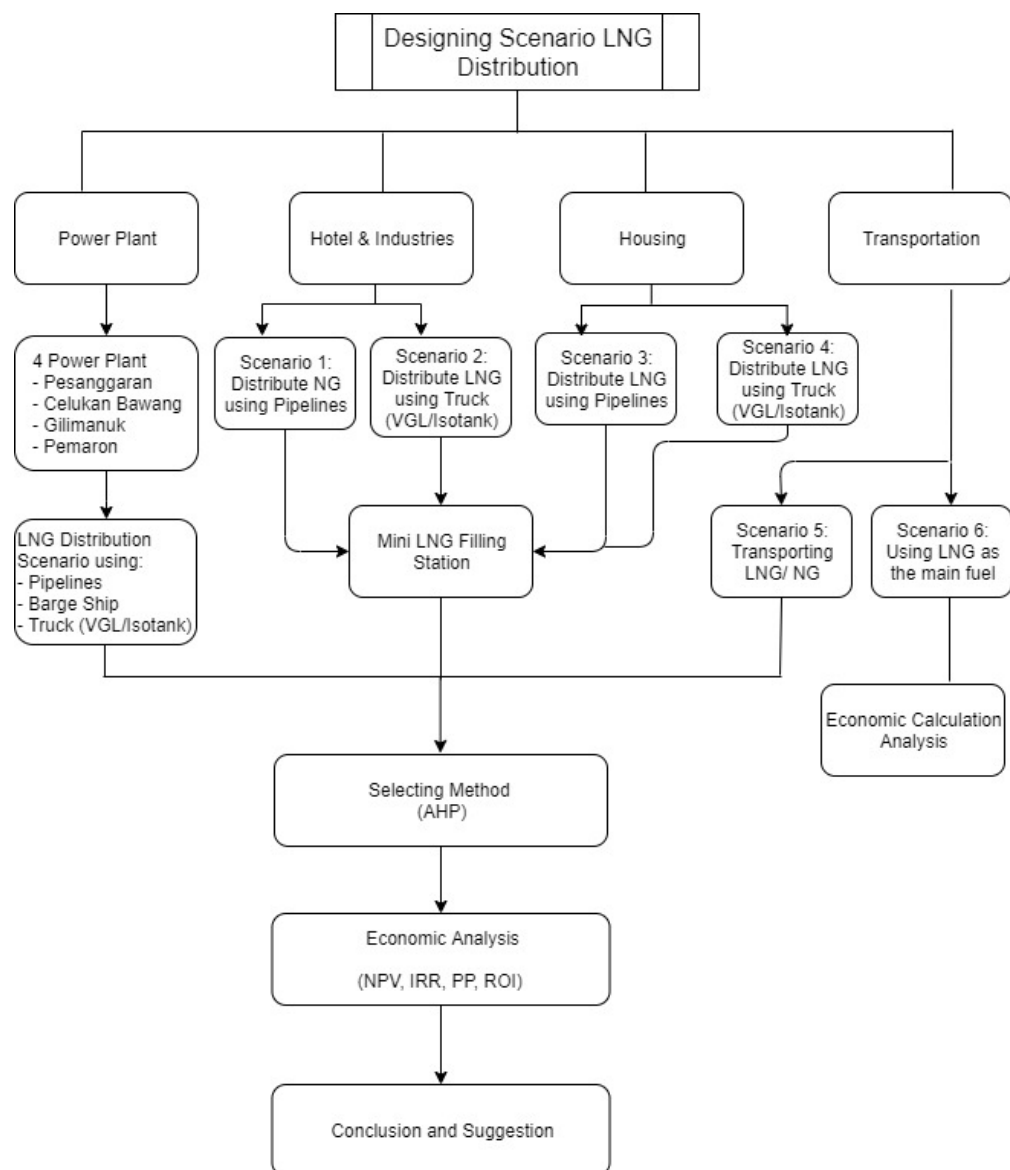 Designing Scenario LNG
Distribution
Power Plant
Hotel & Industries
Housing
Transportation
4 Power Plant
- Pesanggaran
- Celukan Bawang
- Gilimanuk
- Pemaron
Scenario 1:
Distribute NG
using Pipelines
Scenario 2:
Distribute LNG
using Truck
(VGL/Isotank)
Scenario 3:
Distribute LNG
using Pipelines
Scenario 4:
Distribute LNG
using Truck
(VGL/Isotank)
LNG Distribution
Scenario using:
- Pipelines
- Barge Ship
- Truck (VGL/Isotank)
Mini LNG Filling
Station
Scenario 5:
Transporting
LNG/ NG
Scenario 6:
Using LNG as
the main fuel
Economic Calculation
Analysis
Selecting Method
(AHP)
Economic Analysis
(NPV, IRR, PP, ROI)
Conclusion and Suggestion